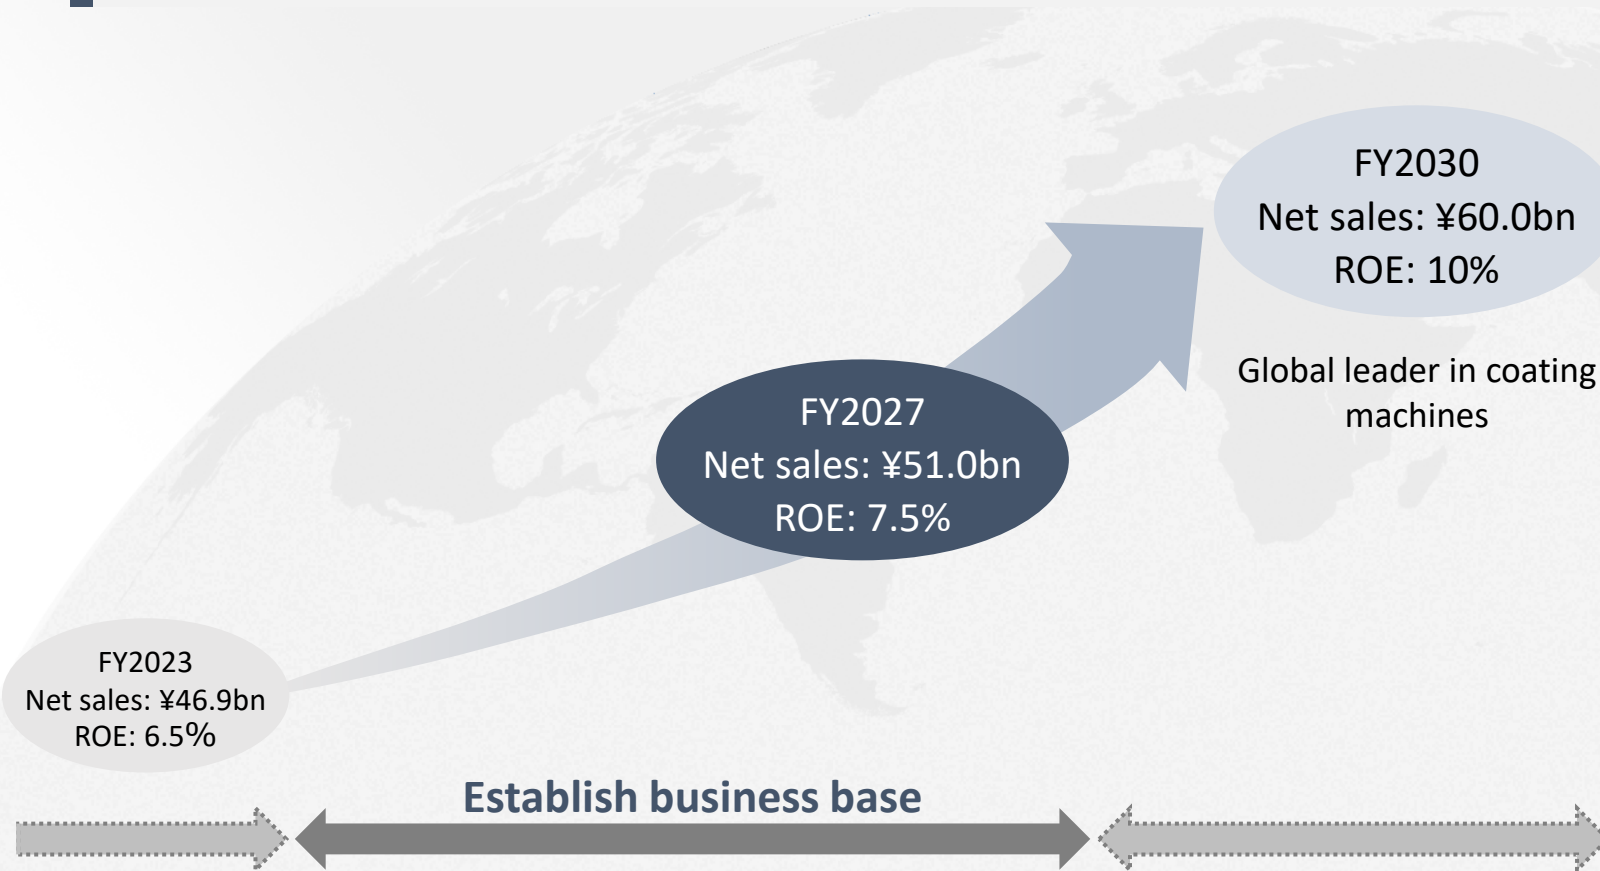 FY2030
Net sales: ¥60.0bn
ROE: 10%
Global leader in coating
machines
FY2027
Net sales: ¥51.0bn
ROE: 7.5%
FY2023
Net sales: ¥46.9bn
ROE: 6.5%
Establish business base